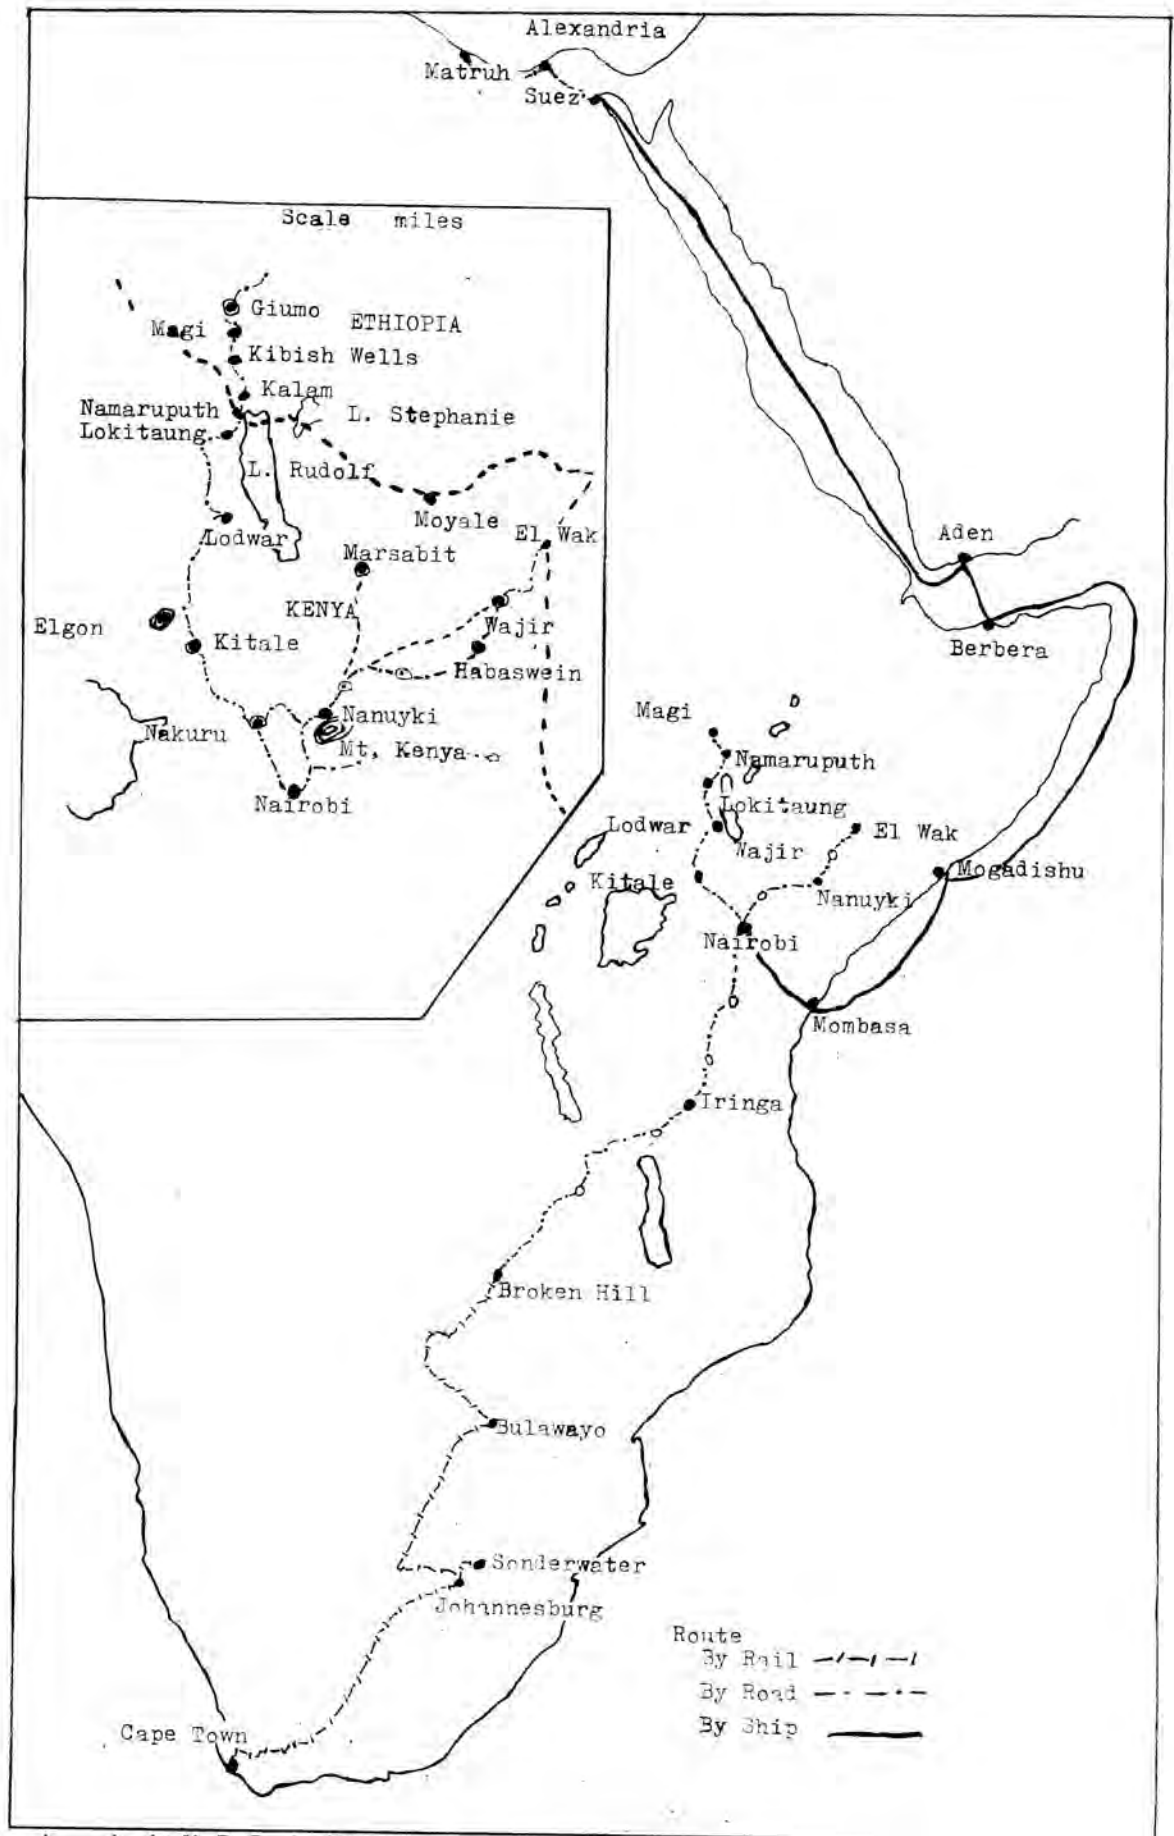 Alexandria
Matruh
Suez
Scale miles
Giumo
Magi
ETHIOPIA
Kibish Wells
Kalam
Namaruputh
L. Stephanie
Lokitaung
L. Rudolf
Moyale
Lodwar
El Wak
Marsabit
KENYA
Elgon
Kitale
Wajir
Habaswein
Nanuyki
Nakuru
Mt. Kenya
Nairobi
Aden
Berbera
Magi
Namaruputh
Lokitaung
Lodwar
El Wak
Wajir
Kitale
Mogadishu
Nanuyki
Nairobi
Mombasa
Iringa
Broken Hill
Bulawayo
Sonderwater
Johannesburg
Route
By Rail
By Road
By Ship
Cape Town